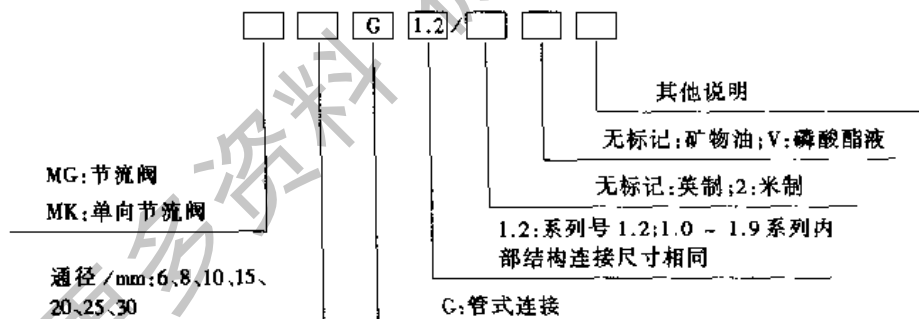 G 1.2/
其他说明
无标记:矿物油;V:磷酸酯液
MG:节流阀
无标记:英制;2:米制
MK:单向节流阀
1.2:系列号1.2;1.0~1.9系列内
部结构连接尺寸相同
通径/mm:6、8、10、15、
20、25、30
G:管式连接
资料
多